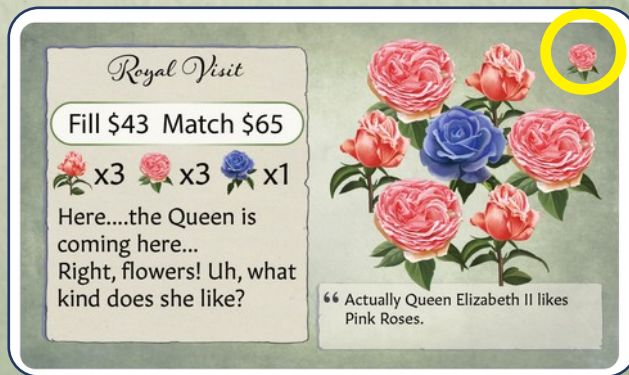 Royal Visit
Fill $43 Match $65
x3 x3 x1
Here....the Queen is
coming here...
Right, flowers! Uh, what
kind does she like?
“ Actually Queen Elizabeth II likes
Pink Roses.